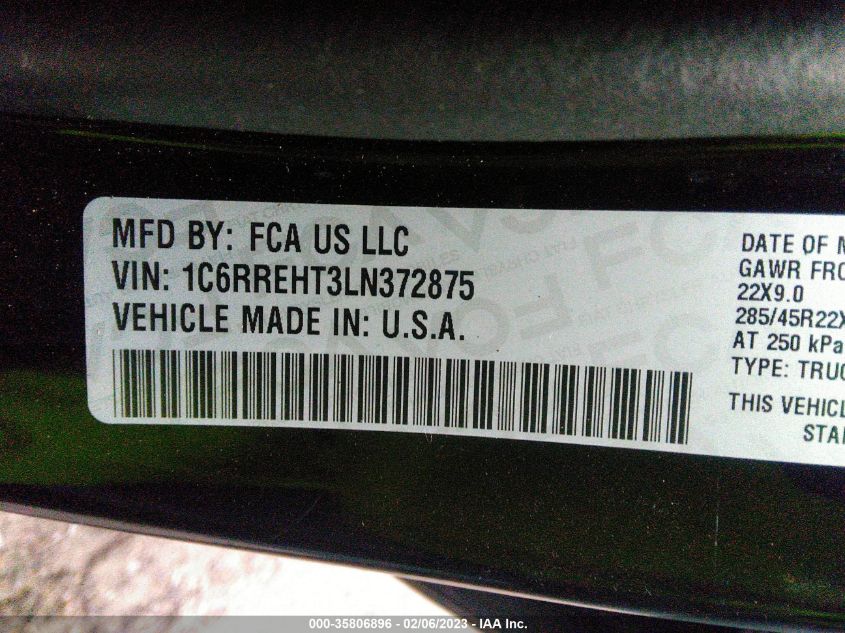 MFD BY: FCA US LLC
VIN: 1C6RREHT3LN372875
VEHICLE MADE IN: U.S.A.
DATE OF M
GAWR FRO
22X9.0
285/45R22X
AT 250 kPa
TYPE: TRUC
THIS VEHICL
STAN
000-35806896 - 02/06/2023 - IAA Inc.